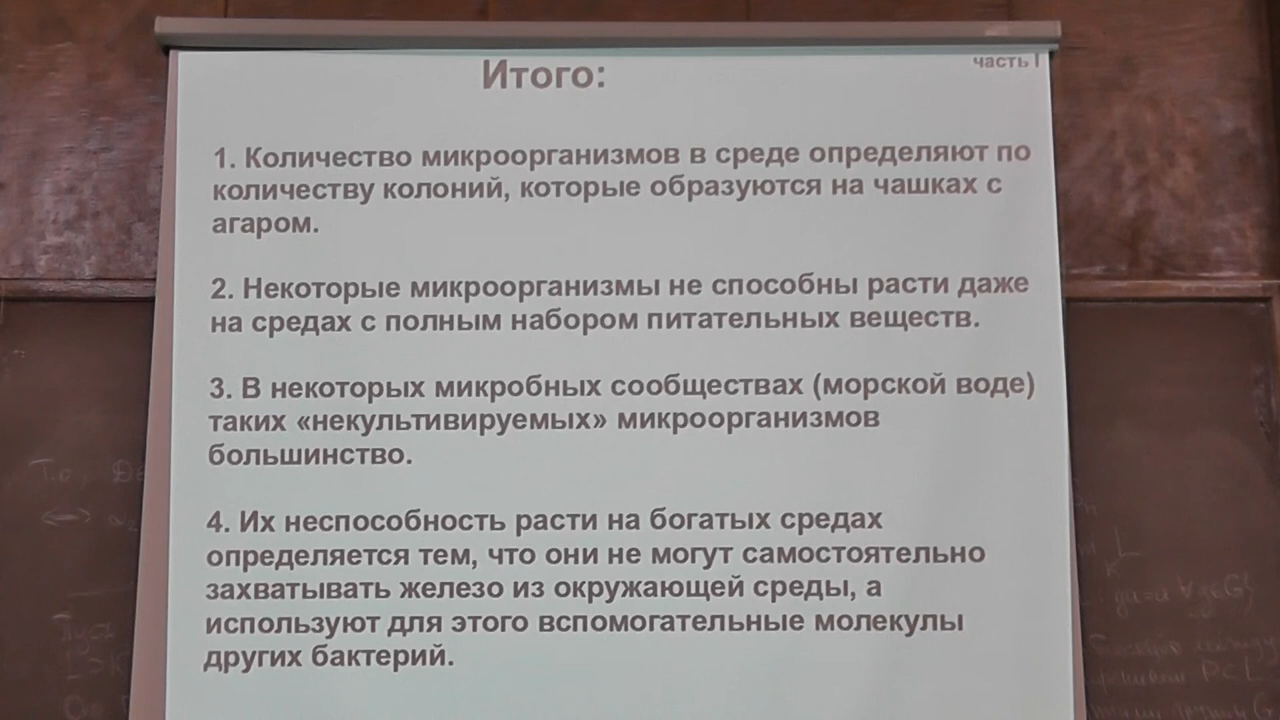 часть I
Итого:
1. Количество микроорганизмов в среде определяют по
количеству колоний, которые образуются на чашках с
агаром.
2. Некоторые микроорганизмы не способны расти даже
на средах с полным набором питательных веществ.
3. В некоторых микробных сообществах (морской воде)
таких «некультивируемых» микроорганизмов
большинство.
4. Их неспособность расти на богатых средах
определяется тем, что они не могут самостоятельно
захватывать железо из окружающей среды, а
используют для этого вспомогательные молекулы
других бактерий.